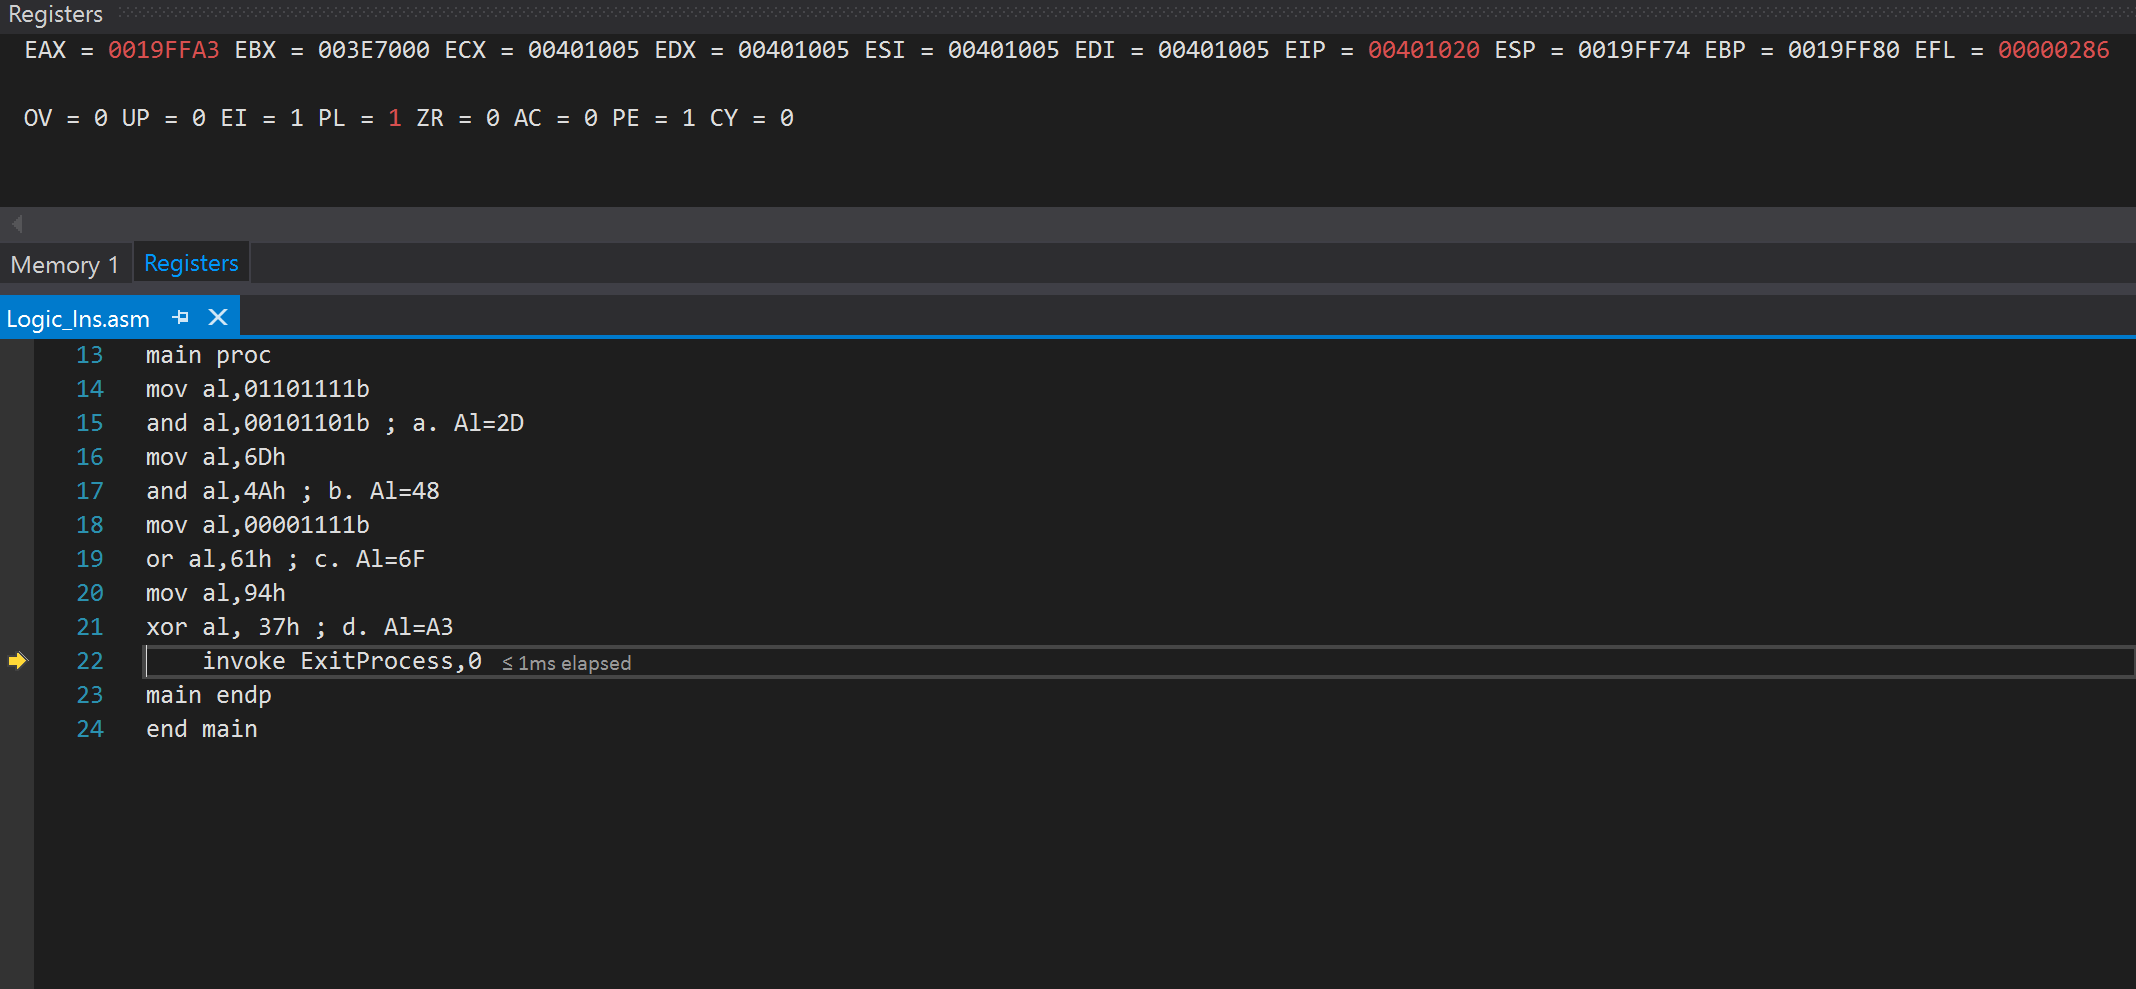 Registers
EAX = 0019FFA3 EBX = 003E7000 ECX = 00401005 EDX = 00401005 ESI = 00401005 EDI = 00401005 EIP = 00401020 ESP = 0019FF74 EBP = 0019FF80 EFL = 00000286
OV = 0 UP = 0 EI = 1 PL = 1 ZR = 0 AC = 0 PE = 1 CY = 0
Memory 1 Registers
Logic_Ins.asm
13 main proc
14 mov al,01101111b
15 and al,00101101b ; a. Al=2D
16 mov al,6Dh
17 and al,4Ah ; b. Al=48
18 mov al,00001111b
19 or al,61h ; c. Al=6F
20 mov al,94h
21 xor al, 37h ; d. Al=A3
22 invoke ExitProcess,0 ≤ 1ms elapsed
23 main endp
24 end main